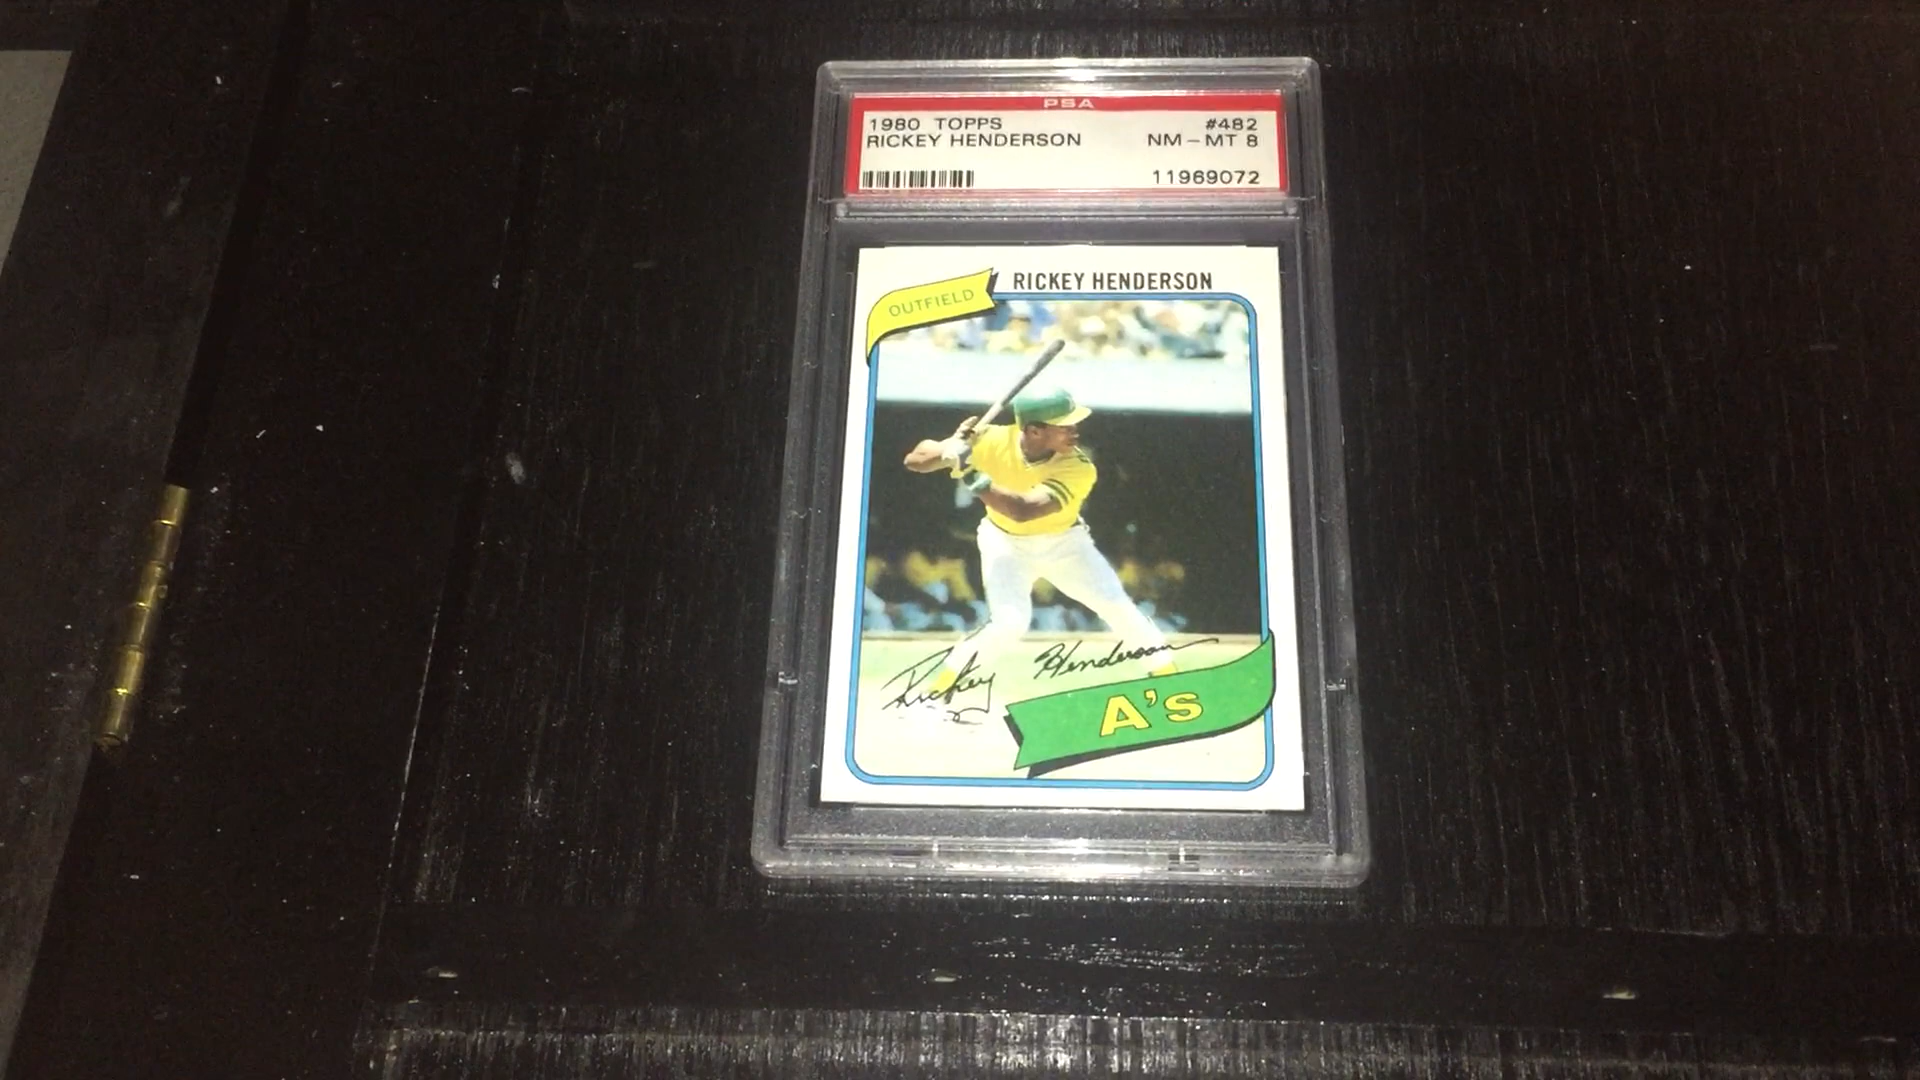 PSA
1980 TOPPS #482
RICKEY HENDERSON NM-MT 8
11969072
RICKEY HENDERSON
OUTFIELD
Rickey Henderson
A's